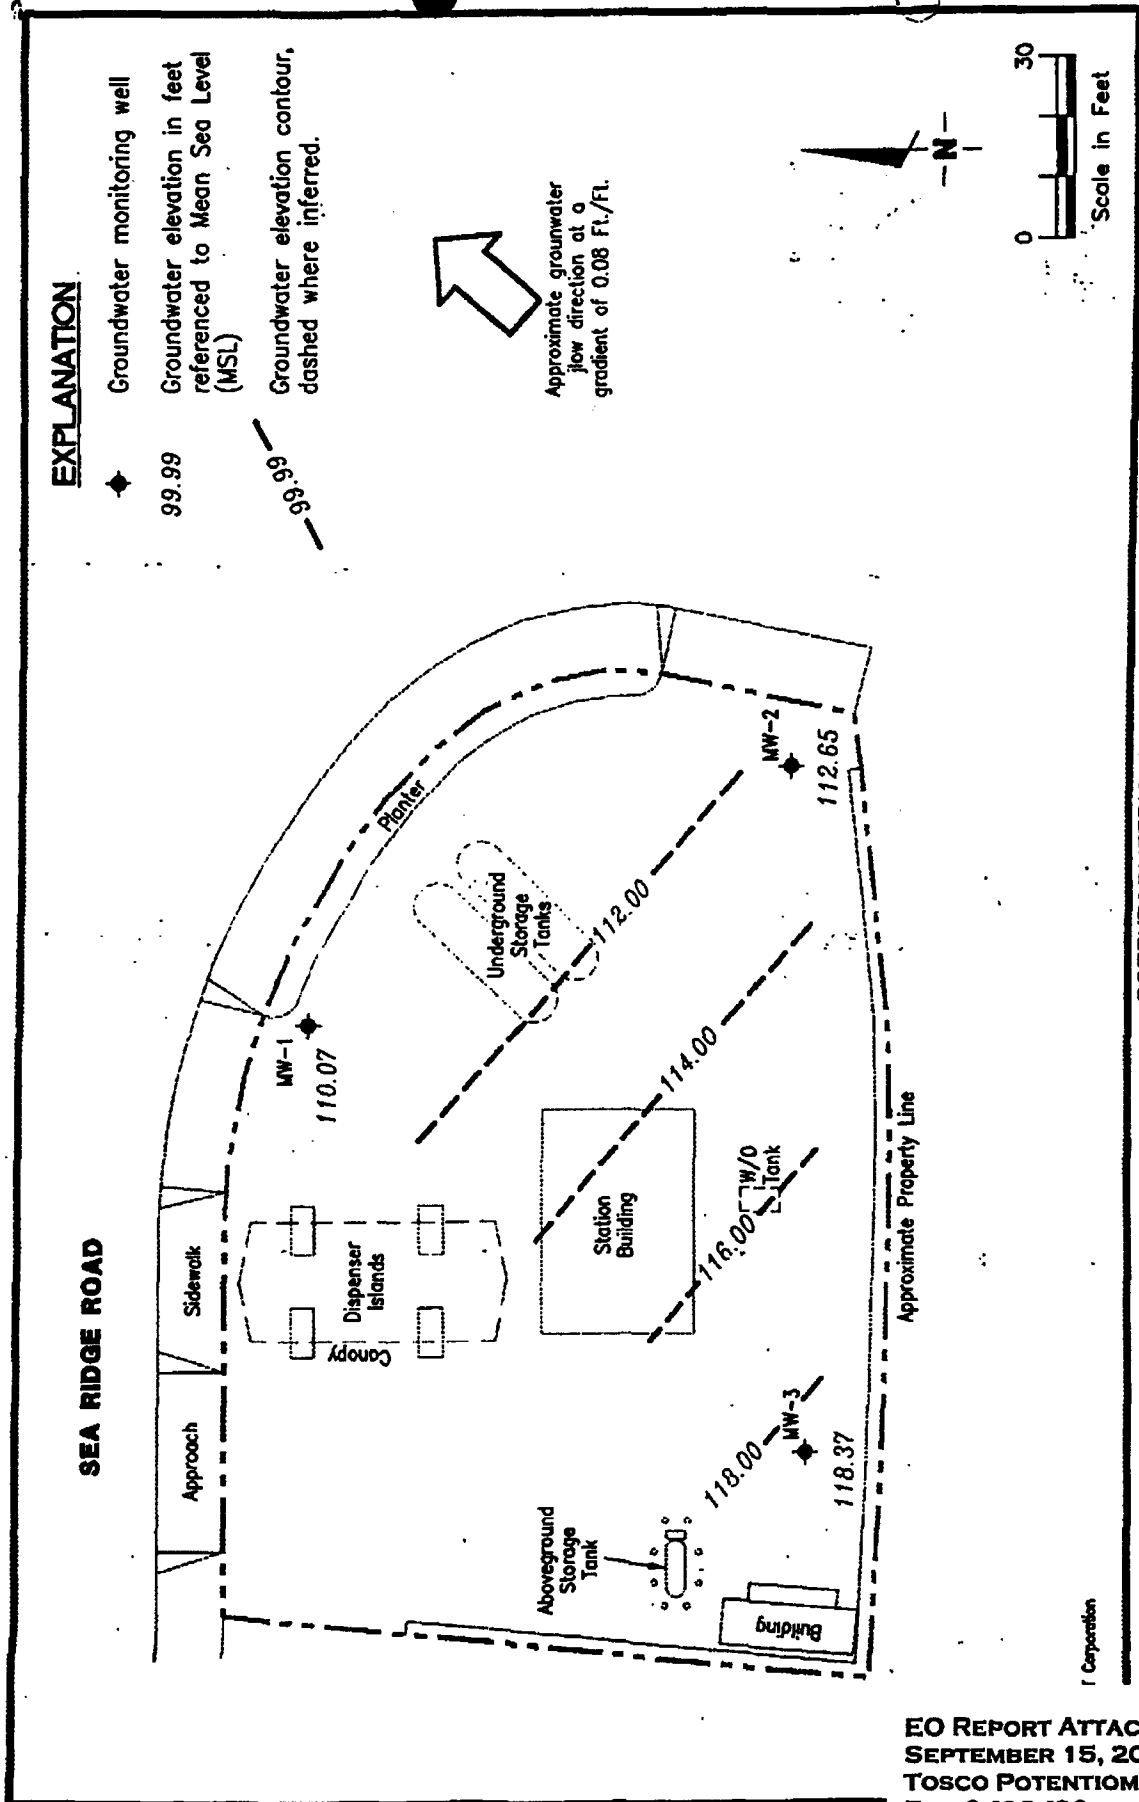 EXPLANATION
Groundwater monitoring well
99.99
Groundwater elevation in feet
referenced to Mean Sea Level
(MSL)
99.99
Groundwater elevation contour,
dashed where inferred.
Approximate grounwater
flow direction at a
gradient of 0.08 Ft./Ft.
N
0
30
Scale in Feet
SEA RIDGE ROAD
Approach
Sidewalk
Planter
MW-1
110.07
Canopy
Dispenser
Islands
Underground
Storage
Tanks
112.00
MW-2
112.65
Station
Building
114.00
W/O
Tank
116.00
Aboveground
Storage
Tank
118.00
MW-3
118.37
Building
Approximate Property Line
Corporation
EO REPORT ATTAC
SEPTEMBER 15, 20
TOSCO POTENTIOM